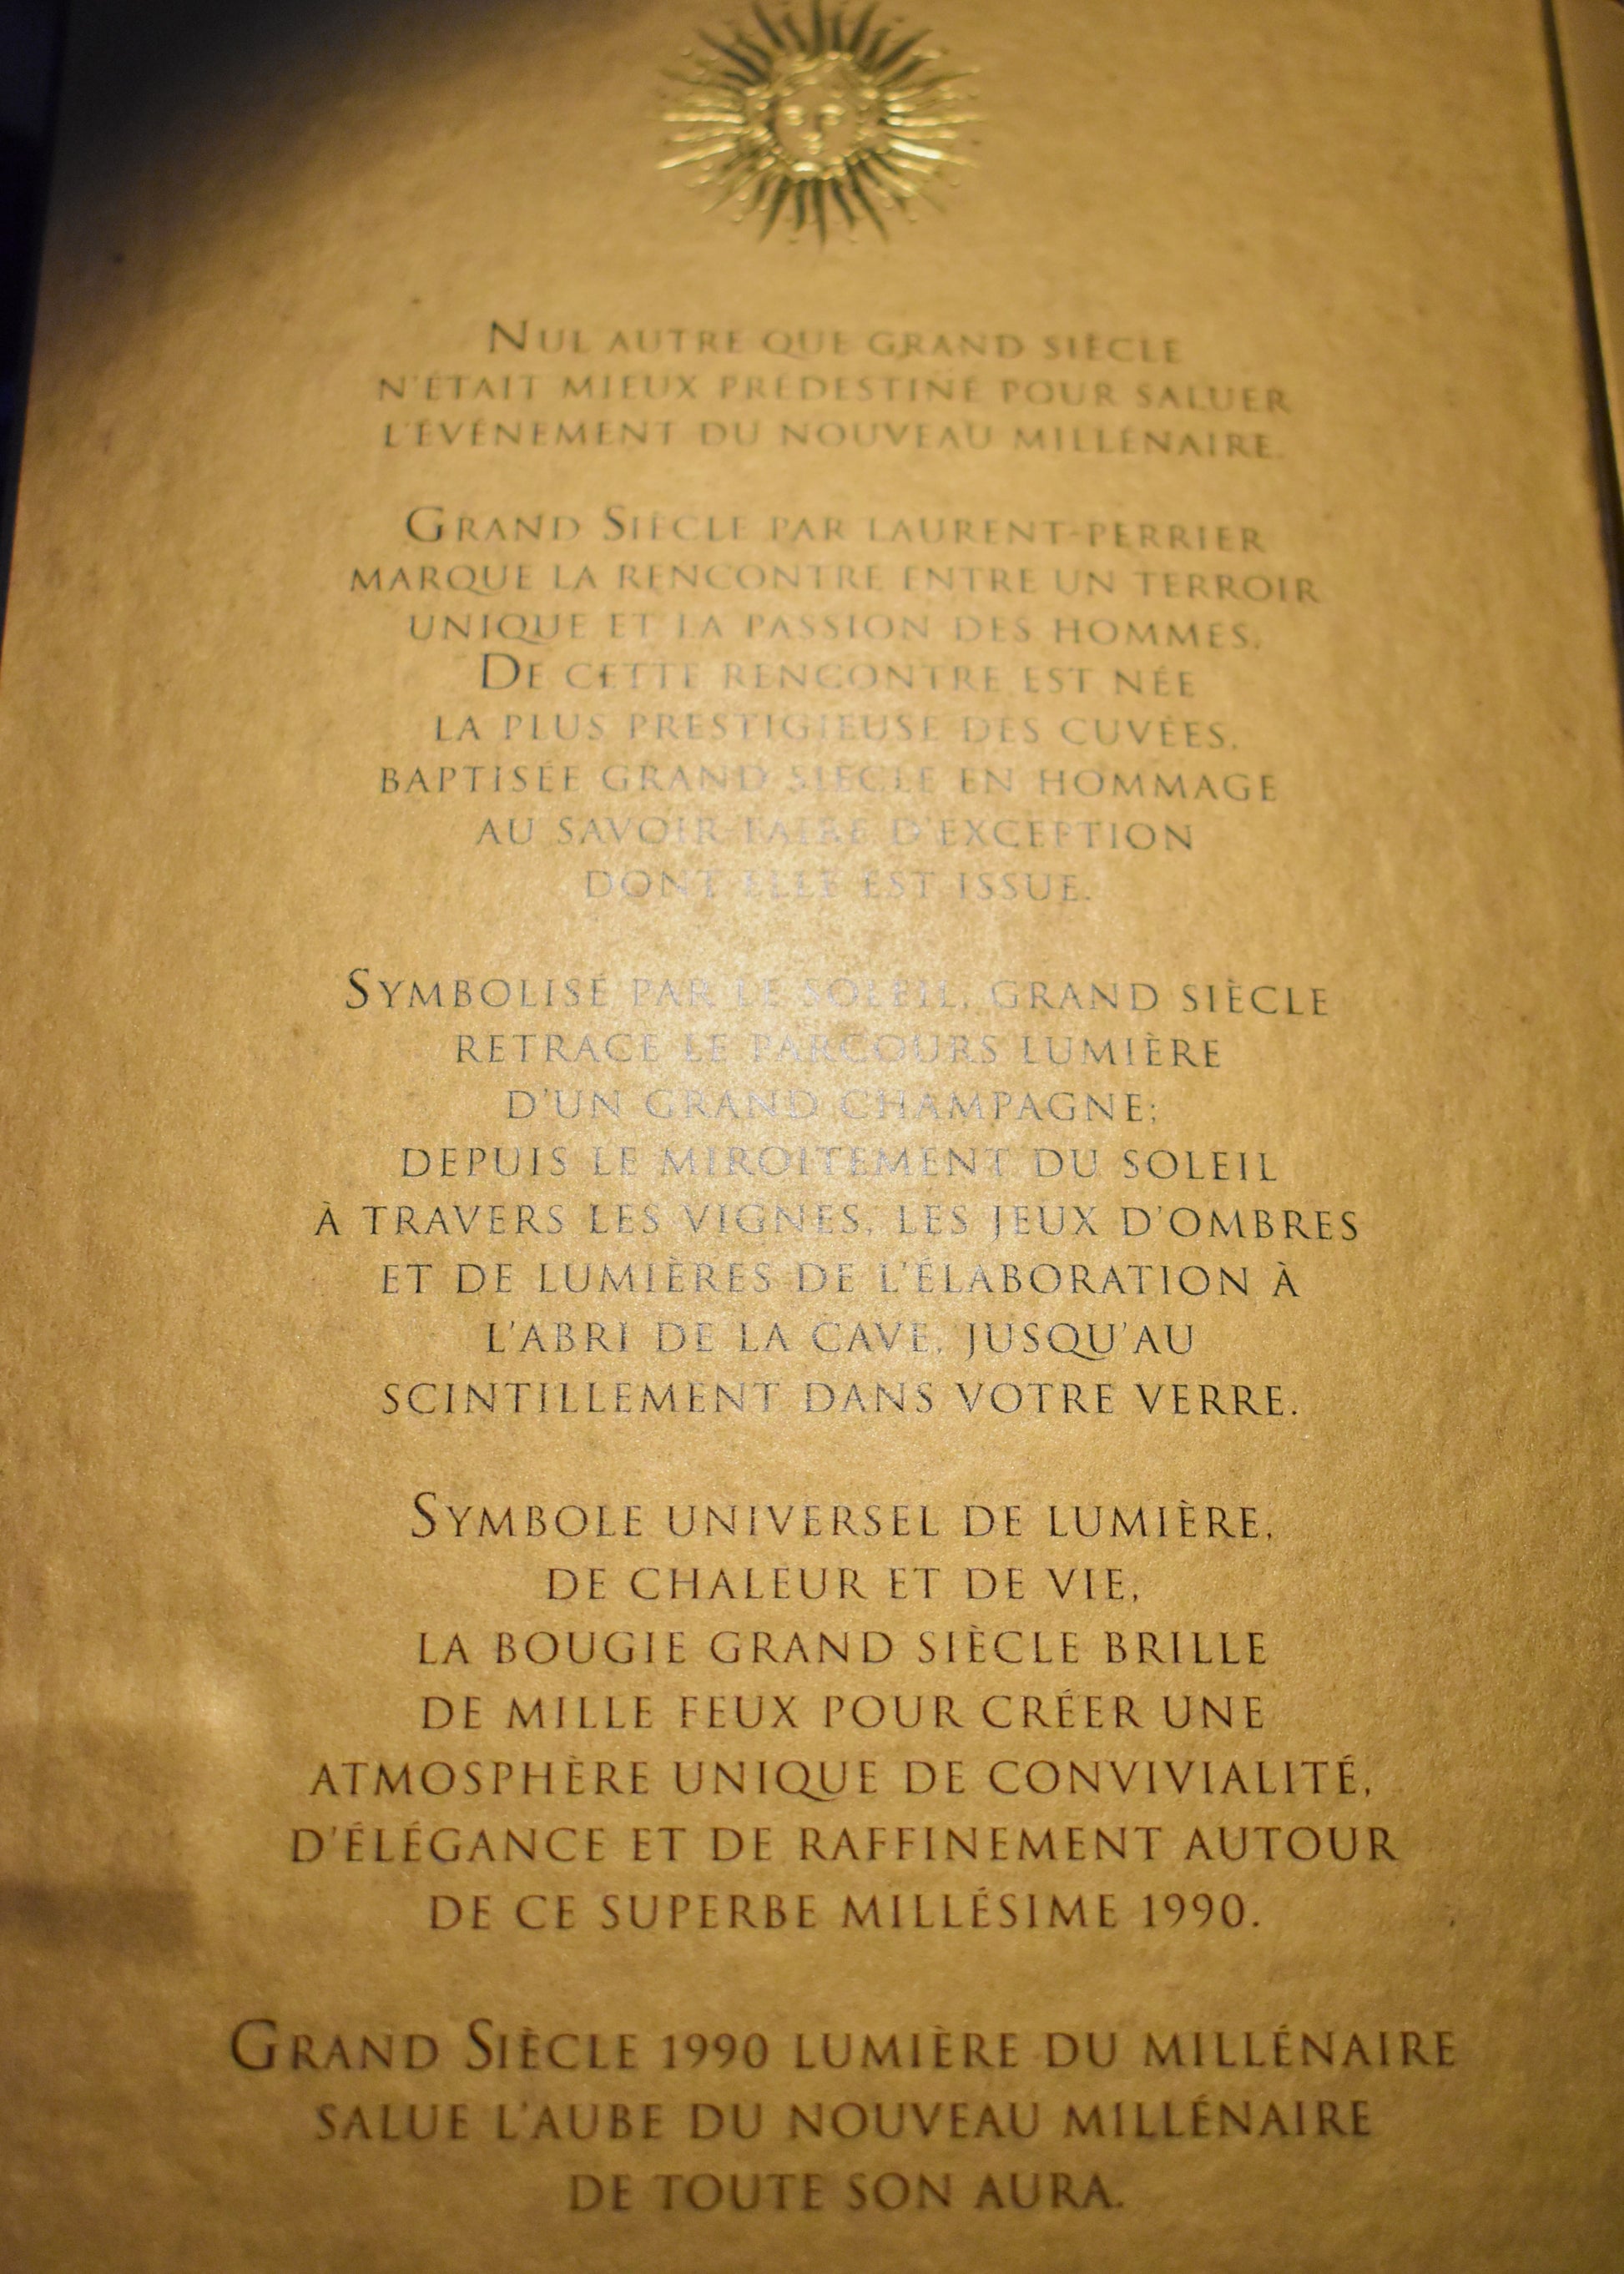 Nul autre que grand siècle
n'était mieux prédestiné pour saluer
l'événement du nouveau millénaire.
Grand Siècle par Laurent-Perrier
marque la rencontre entre un terroir
unique et la passion des hommes.
De cette rencontre est née
la plus prestigieuse des cuvées,
baptisée grand siècle en hommage
au savoir-faire d'exception
dont elle est issue.
Symbolisé par le soleil, grand siècle
retrace le parcours lumière
d'un grand champagne;
depuis le miroitement du soleil
à travers les vignes, les jeux d'ombres
et de lumières de l'élaboration à
l'abri de la cave, jusqu'au
scintillement dans votre verre.
Symbole universel de lumière,
de chaleur et de vie,
la bougie grand siècle brille
de mille feux pour créer une
atmosphère unique de convivialité,
d'élégance et de raffinement autour
de ce superbe millésime 1990.
Grand Siècle 1990 lumière du millénaire
salue l'aube du nouveau millénaire
de toute son aura.